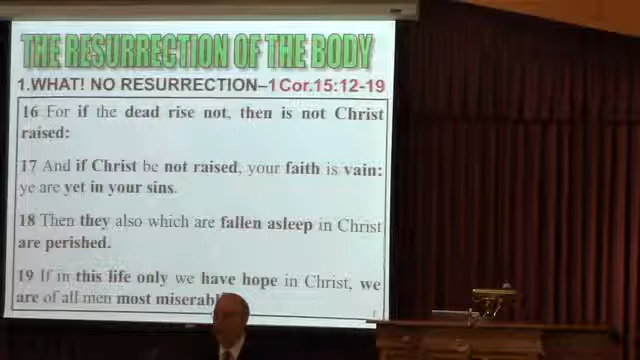 THE RESURRECTION OF THE BODY
1.WHAT! NO RESURRECTION–1 Cor.15:12-19
16 For if the dead rise not, then is not Christ
raised:
17 And if Christ be not raised, your faith is vain:
ye are yet in your sins.
18 Then they also which are fallen asleep in Christ
are perished.
19 If in this life only we have hope in Christ, we
are of all men most